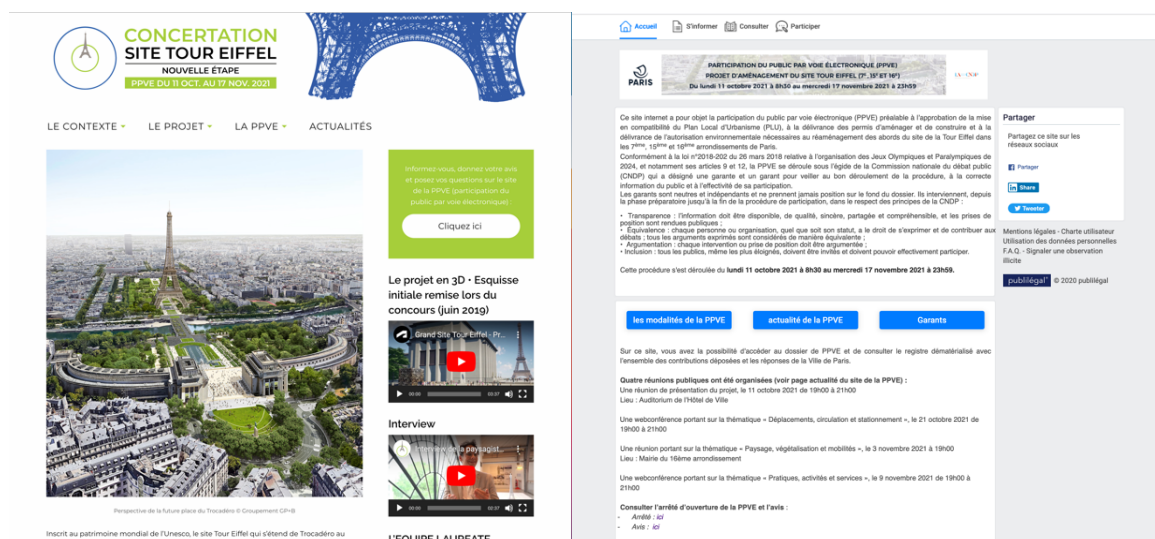 CONCERTATION
SITE TOUR EIFFEL
NOUVELLE ÉTAPE
PPVE DU 11 OCT. AU 17 NOV. 2021
LE CONTEXTE
LE PROJET
LA PPVE
ACTUALITÉS
Informez-vous, donnez votre avis
et posez vos questions sur le site
de la PPVE (participation du
public par voie électronique) :
Cliquez ici
Le projet en 3D • Esquisse
initiale remise lors du
concours (juin 2019)
Grand Site Tour Eiffel - Pr...
00:00
03:37
Interview
Interview de la paysagist...
00:00
Perspective de la future place du Trocadéro © Groupement GP+B
Inscrit au patrimoine mondial de l'Unesco, le site Tour Eiffel qui s'étend de Trocadéro au
L'EQUIPE LAUREATE
Accueil
S'informer
Consulter
Participer
PARIS
PARTICIPATION DU PUBLIC PAR VOIE ÉLECTRONIQUE (PPVE)
PROJET D'AMÉNAGEMENT DU SITE TOUR EIFFEL (7e, 15e ET 16e)
Du lundi 11 octobre 2021 à 8h30 au mercredi 17 novembre 2021 à 23h59
Ce site internet a pour objet la participation du public par voie électronique (PPVE) préalable à l'approbation de la mise
en compatibilité du Plan Local d'Urbanisme (PLU), à la délivrance des permis d'aménager et de construire et à la
délivrance de l'autorisation environnementale nécessaires au réaménagement des abords du site de la Tour Eiffel dans
les 7ème, 15ème et 16ème arrondissements de Paris.
Conformément à la loi n°2018-202 du 26 mars 2018 relative à l'organisation des Jeux Olympiques et Paralympiques de
2024, et notamment ses articles 9 et 12, la PPVE se déroule sous l'égide de la Commission nationale du débat public
(CNDP) qui a désigné une garante et un garant pour veiller au bon déroulement de la procédure, à la correcte
information du public et à l'effectivité de sa participation.
Les garants sont neutres et indépendants et ne prennent jamais position sur le fond du dossier. Ils interviennent, depuis
la phase préparatoire jusqu'à la fin de la procédure de participation, dans le respect des principes de la CNDP :
• Transparence : l'information doit être disponible, de qualité, sincère, partagée et compréhensible, et les prises de
position sont rendues publiques ;
• Équivalence : chaque personne ou organisation, quel que soit son statut, a le droit de s'exprimer et de contribuer aux
débats ; tous les arguments exprimés sont considérés de manière équivalente ;
• Argumentation : chaque intervention ou prise de position doit être argumentée ;
• Inclusion : tous les publics, même les plus éloignés, doivent être invités et doivent pouvoir effectivement participer.
Cette procédure s'est déroulée du lundi 11 octobre 2021 à 8h30 au mercredi 17 novembre 2021 à 23h59.
Partager
Partagez ce site sur les
réseaux sociaux
Partager
in Share
Tweeter
Mentions légales - Charte utilisateur
Utilisation des données personnelles
F.A.Q. - Signaler une observation
illicite
publilégal © 2020 publilégal
les modalités de la PPVE
actualité de la PPVE
Garants
Sur ce site, vous avez la possibilité d'accéder au dossier de PPVE et de consulter le registre dématérialisé avec
l'ensemble des contributions déposées et les réponses de la Ville de Paris.
Quatre réunions publiques ont été organisées (voir page actualité du site de la PPVE) :
Une réunion de présentation du projet, le 11 octobre 2021 de 19h00 à 21h00
Lieu : Auditorium de l'Hôtel de Ville
Une webconférence portant sur la thématique « Déplacements, circulation et stationnement », le 21 octobre 2021 de
19h00 à 21h00
Une réunion portant sur la thématique « Paysage, végétalisation et mobilités », le 3 novembre 2021 à 19h00
Lieu : Mairie du 16ème arrondissement
Une webconférence portant sur la thématique « Pratiques, activités et services », le 9 novembre 2021 de 19h00 à
21h00
Consulter l'arrêté d'ouverture de la PPVE et l'avis :
- Arrêté : ici
- Avis : ici